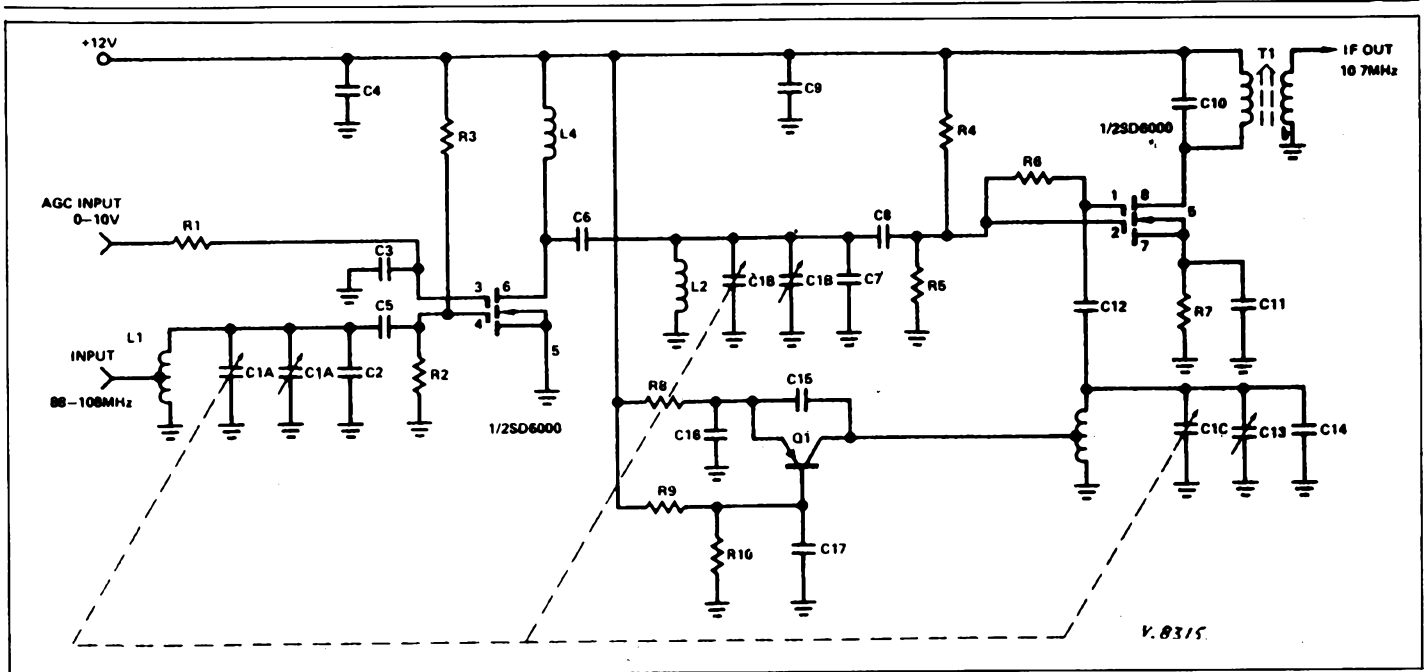 +12V
C4
R3
L4
C9
R4
C10
T1
IF OUT
10 7MHz
1/2SD6000
R6
AGC INPUT
0–10V
R1
C3
C6
C8
1
8
6
2
7
3
6
4
5
C5
L2
C1B
C1B
C7
R5
C12
R7
C11
L1
INPUT
88–108MHz
C1A
C1A
C2
R2
1/2SD6000
R8
C15
C16
Q1
C1C
C13
C14
R9
R10
C17
V.8315.